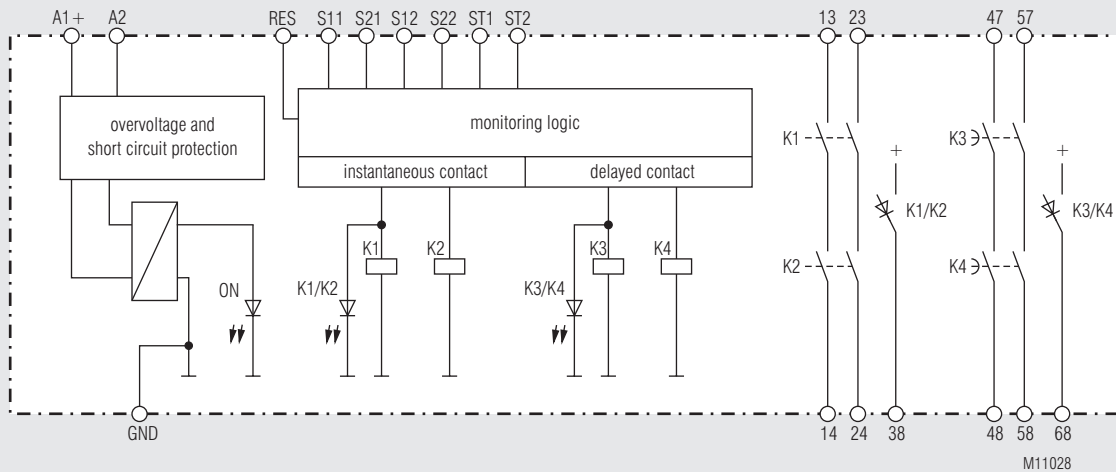 A1+ A2 RES S11 S21 S12 S22 ST1 ST2 13 23 47 57
overvoltage and
short circuit protection
monitoring logic
instantaneous contact delayed contact
K1 K3
+ +
K1/K2 K3/K4
K1 K2 K3 K4
K2 K4
ON K1/K2 K3/K4
GND 14 24 38 48 58 68
M11028